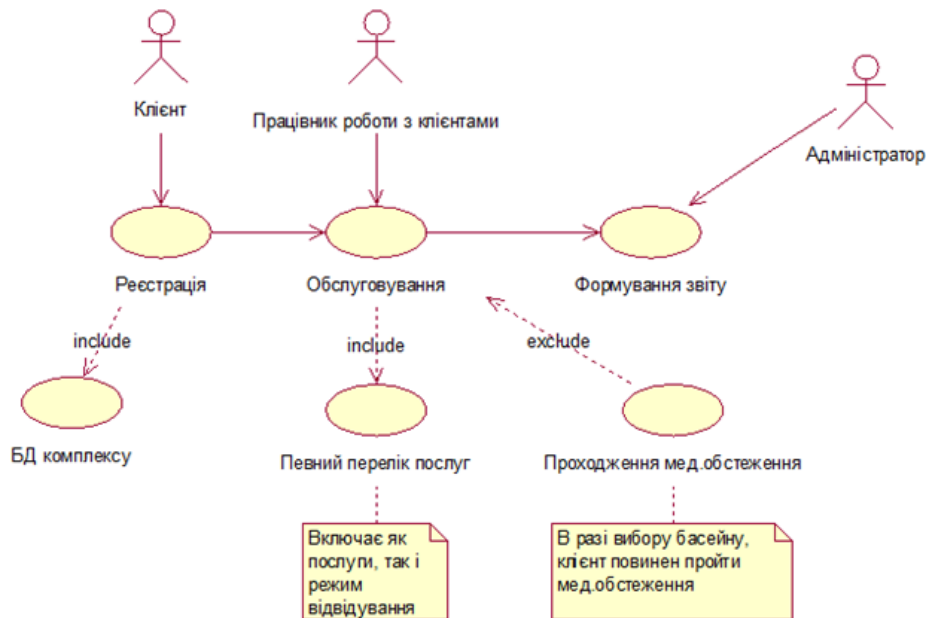 Клієнт
Працівник роботи з клієнтами
Адміністратор
Реєстрація
Обслуговування
Формування звіту
include
include
exclude
БД комплексу
Певний перелік послуг
Проходження мед.обстеження
Включає як
послуги, так і
режим
відвідування
В разі вибору басейну,
клієнт повинен пройти
мед.обстеження